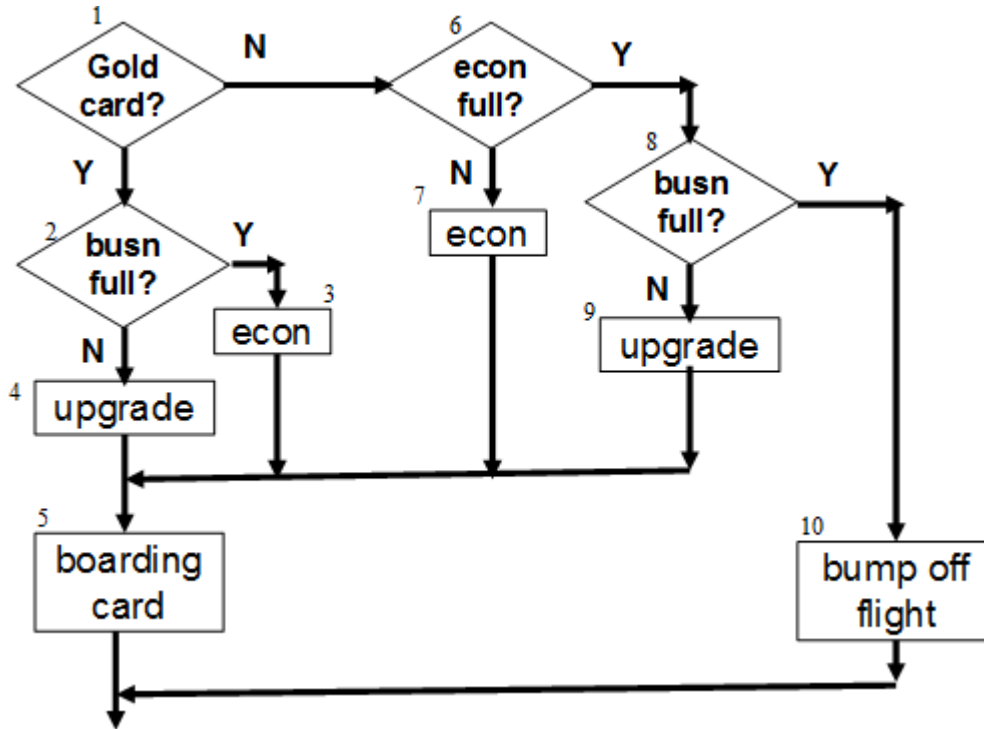 1
Gold
card?
N
6
econ
full?
Y
Y
2
busn
full?
Y
3
econ
N
4
upgrade
N
7
econ
8
busn
full?
Y
N
9
upgrade
5
boarding
card
10
bump off
flight